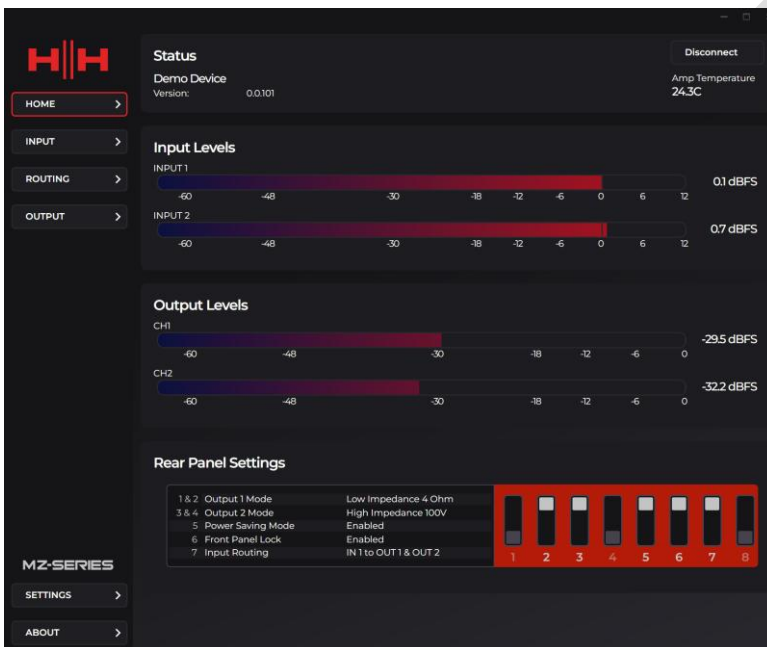 H||H
HOME
INPUT
ROUTING
OUTPUT
MZ-SERIES
SETTINGS
ABOUT
Status
Disconnect
Demo Device
Version: 0.0.101
Amp Temperature
24.3C
Input Levels
INPUT 1
0.1 dBFS
-60 -48 -30 -18 -12 -6 0 6 12
INPUT 2
0.7 dBFS
-60 -48 -30 -18 -12 -6 0 6 12
Output Levels
CH1
-29.5 dBFS
-60 -48 -30 -18 -12 -6 0
CH2
-32.2 dBFS
-60 -48 -30 -18 -12 -6 0
Rear Panel Settings
1 & 2 Output 1 Mode Low Impedance 4 Ohm
3 & 4 Output 2 Mode High Impedance 100V
5 Power Saving Mode Enabled
6 Front Panel Lock Enabled
7 Input Routing IN 1 to OUT 1 & OUT 2
1 2 3 4 5 6 7 8